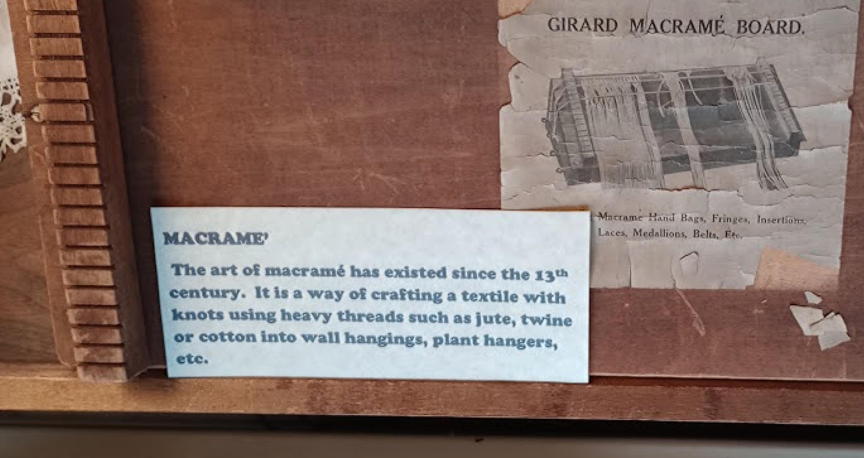 GIRARD MACRAMÉ BOARD.
Macramé Hand Bags, Fringes, Insertions,
Laces, Medallions, Belts, Etc.
MACRAME'
The art of macramé has existed since the 13th
century. It is a way of crafting a textile with
knots using heavy threads such as jute, twine
or cotton into wall hangings, plant hangers,
etc.